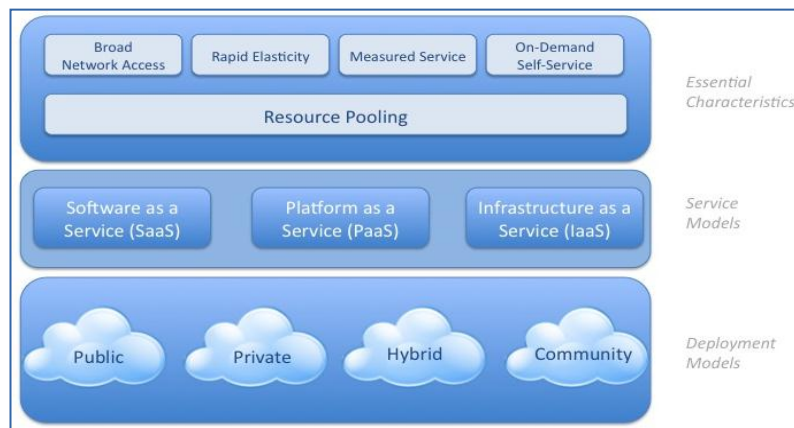 Broad
Network Access
Rapid Elasticity
Measured Service
On-Demand
Self-Service
Resource Pooling
Essential
Characteristics
Software as a
Service (SaaS)
Platform as a
Service (PaaS)
Infrastructure as a
Service (IaaS)
Service
Models
Public
Private
Hybrid
Community
Deployment
Models